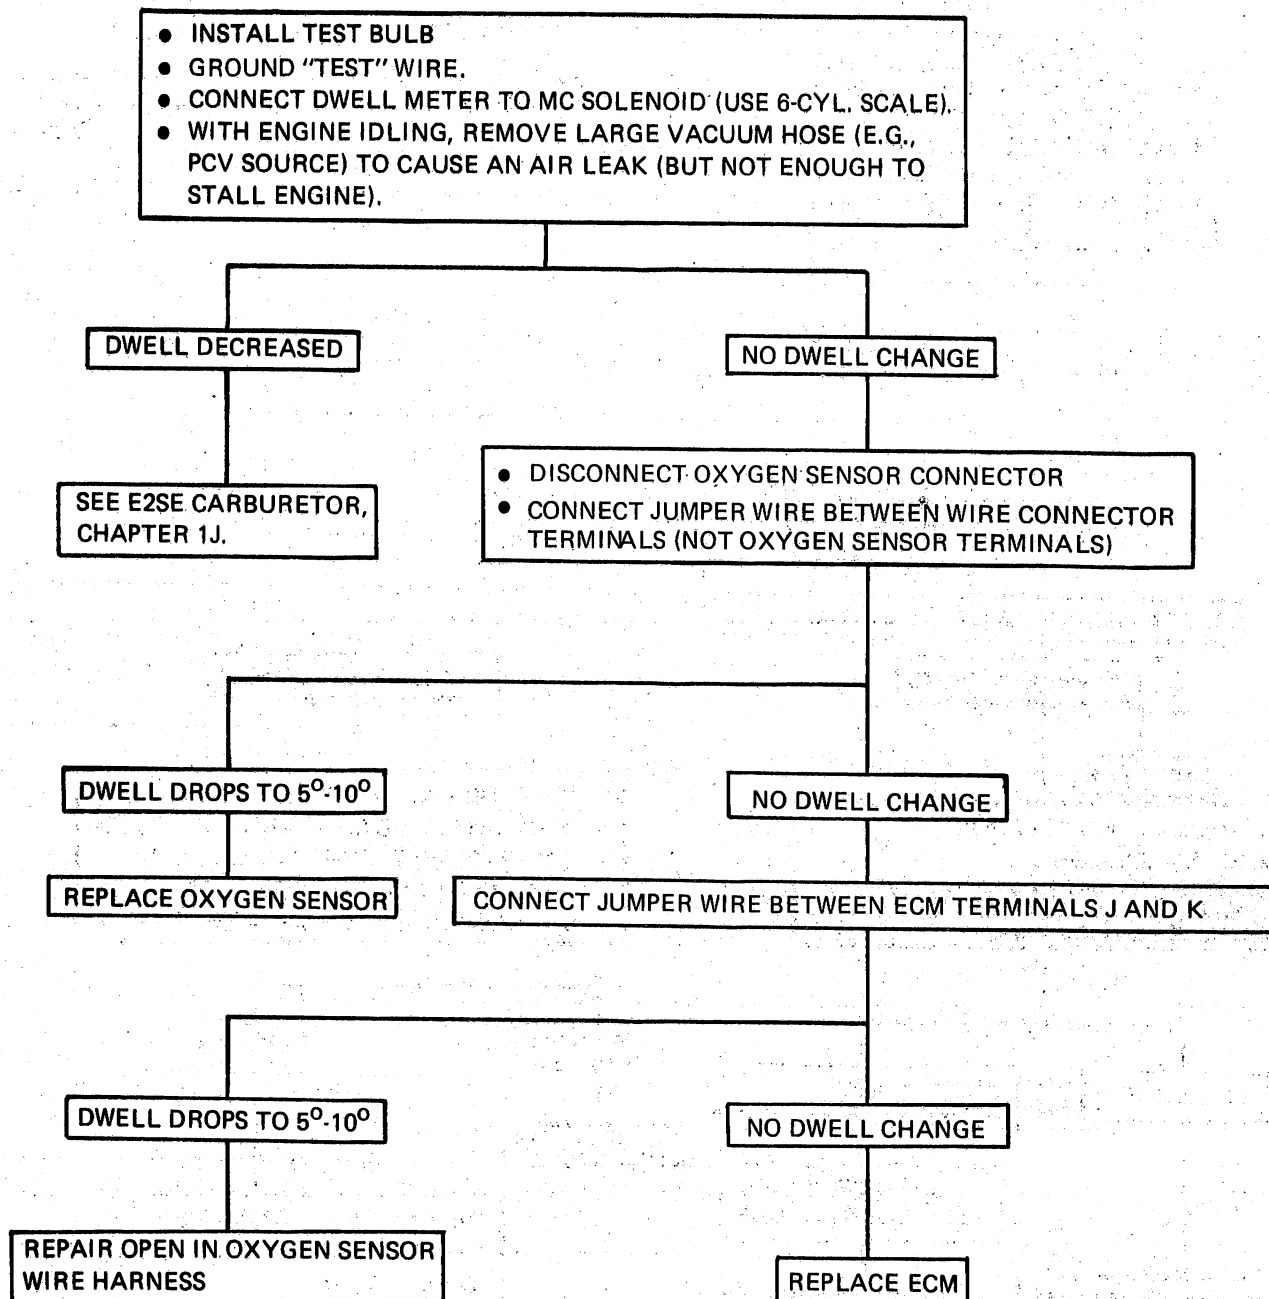 • INSTALL TEST BULB
• GROUND "TEST" WIRE.
• CONNECT DWELL METER TO MC SOLENOID (USE 6-CYL. SCALE).
• WITH ENGINE IDLING, REMOVE LARGE VACUUM HOSE (E.G.,
PCV SOURCE) TO CAUSE AN AIR LEAK (BUT NOT ENOUGH TO
STALL ENGINE).
DWELL DECREASED
NO DWELL CHANGE
SEE E2SE CARBURETOR,
CHAPTER 1J.
• DISCONNECT OXYGEN SENSOR CONNECTOR
• CONNECT JUMPER WIRE BETWEEN WIRE CONNECTOR
TERMINALS (NOT OXYGEN SENSOR TERMINALS)
DWELL DROPS TO 5º-10º
NO DWELL CHANGE
REPLACE OXYGEN SENSOR
CONNECT JUMPER WIRE BETWEEN ECM TERMINALS J AND K
DWELL DROPS TO 5º-10º
NO DWELL CHANGE
REPAIR OPEN IN OXYGEN SENSOR
WIRE HARNESS
REPLACE ECM